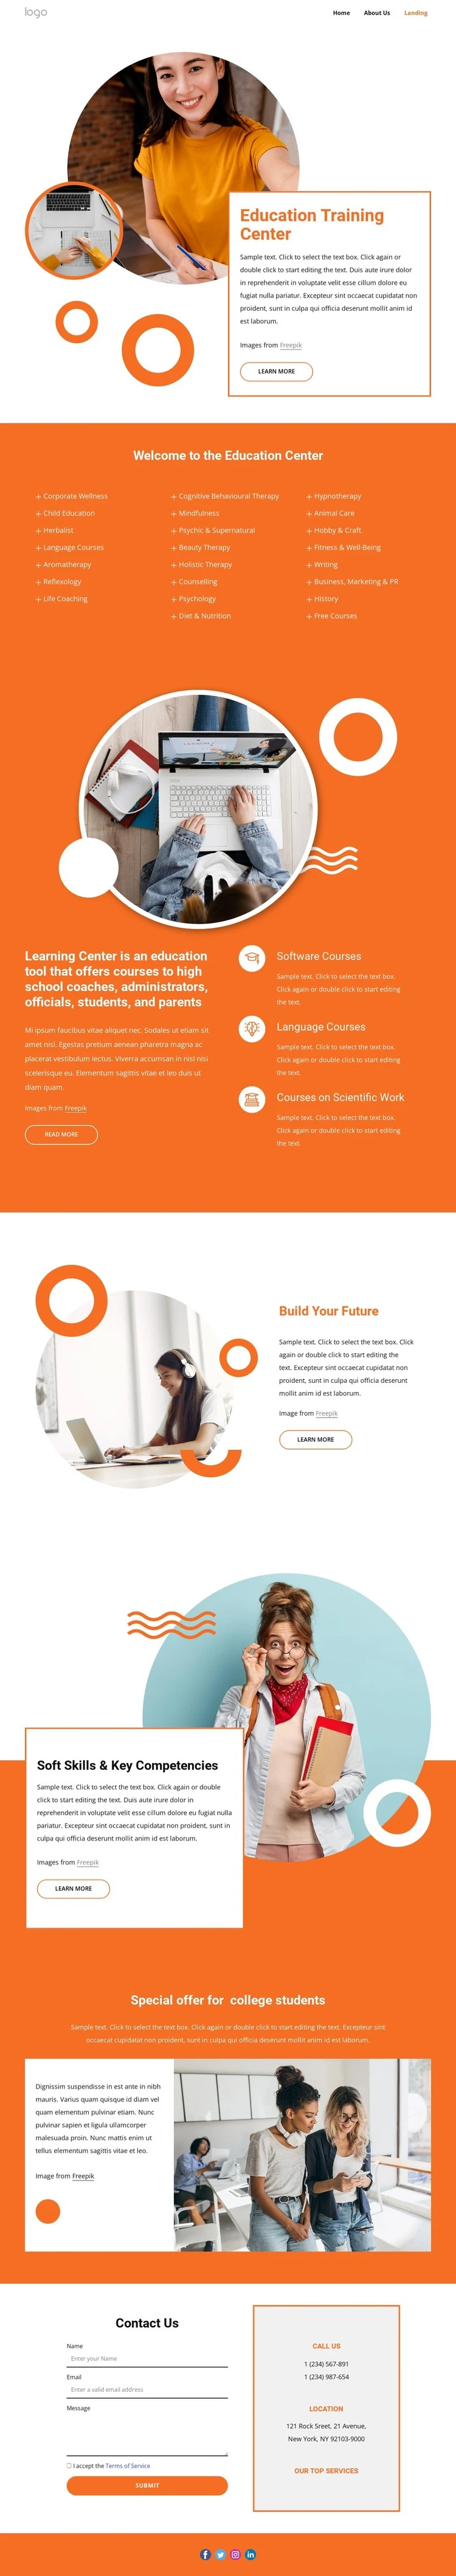 logo
Home About Us Landing
Education Training
Center
Sample text. Click to select the text box. Click again or
double click to start editing the text. Duis aute irure dolor
in reprehenderit in voluptate velit esse cillum dolore eu
fugiat nulla pariatur. Excepteur sint occaecat cupidatat non
proident, sunt in culpa qui officia deserunt mollit anim id
est laborum.
Images from Freepik
LEARN MORE
Welcome to the Education Center
Corporate Wellness
Child Education
Herbalist
Language Courses
Aromatherapy
Reflexology
Life Coaching
Cognitive Behavioural Therapy
Mindfulness
Psychic & Supernatural
Beauty Therapy
Holistic Therapy
Counselling
Psychology
Diet & Nutrition
Hypnotherapy
Animal Care
Hobby & Craft
Fitness & Well-Being
Writing
Business, Marketing & PR
History
Free Courses
Learning Center is an education
tool that offers courses to high
school coaches, administrators,
officials, students, and parents
Mi ipsum faucibus vitae aliquet nec. Sodales ut etiam sit
amet nisl. Egestas pretium aenean pharetra magna ac
placerat vestibulum lectus. Viverra accumsan in nisl nisi
scelerisque eu. Elementum sagittis vitae et leo duis ut
diam quam.
Images from Freepik
READ MORE
Software Courses
Sample text. Click to select the text box.
Click again or double click to start editing
the text.
Language Courses
Sample text. Click to select the text box.
Click again or double click to start editing
the text.
Courses on Scientific Work
Sample text. Click to select the text box.
Click again or double click to start editing
the text.
Build Your Future
Sample text. Click to select the text box. Click
again or double click to start editing the
text. Excepteur sint occaecat cupidatat non
proident, sunt in culpa qui officia deserunt
mollit anim id est laborum.
Image from Freepik
LEARN MORE
Soft Skills & Key Competencies
Sample text. Click to select the text box. Click again or double
click to start editing the text. Duis aute irure dolor in
reprehenderit in voluptate velit esse cillum dolore eu fugiat nulla
pariatur. Excepteur sint occaecat cupidatat non proident, sunt in
culpa qui officia deserunt mollit anim id est laborum.
Images from Freepik
LEARN MORE
Special offer for college students
Sample text. Click to select the text box. Click again or double click to start editing the text. Excepteur sint
occaecat cupidatat non proident, sunt in culpa qui officia deserunt mollit anim id est laborum.
Dignissim suspendisse in est ante in nibh
mauris. Varius quam quisque id diam vel
quam elementum pulvinar etiam. Nunc
pulvinar sapien et ligula ullamcorper
malesuada proin. Nunc mattis enim ut
tellus elementum sagittis vitae et leo.
Image from Freepik
Contact Us
Name
Enter your Name
Email
Enter a valid email address
Message
I accept the Terms of Service
SUBMIT
CALL US
1 (234) 567-891
1 (234) 987-654
LOCATION
121 Rock Sreet, 21 Avenue,
New York, NY 92103-9000
OUR TOP SERVICES